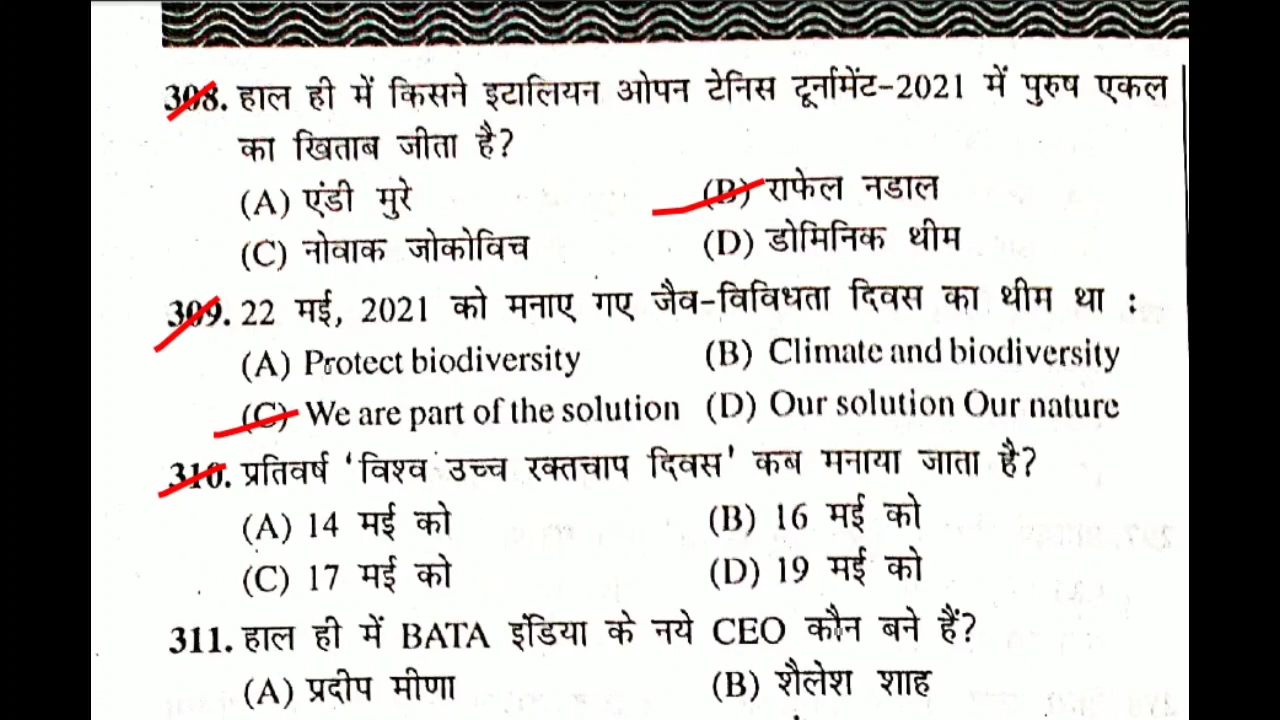 308. हाल ही में किसने इटालियन ओपन टेनिस टूर्नामेंट-2021 में पुरुष एकल
का खिताब जीता है?
(A) एंडी मुरे (B) राफेल नडाल
(C) नोवाक जोकोविच (D) डोमिनिक थीम
309. 22 मई, 2021 को मनाए गए जैव-विविधता दिवस का थीम था :
(A) Protect biodiversity (B) Climate and biodiversity
(C) We are part of the solution (D) Our solution Our nature
310. प्रतिवर्ष 'विश्व उच्च रक्तचाप दिवस' कब मनाया जाता है?
(A) 14 मई को (B) 16 मई को
(C) 17 मई को (D) 19 मई को
311. हाल ही में BATA इंडिया के नये CEO कौन बने हैं?
(A) प्रदीप मीणा (B) शैलेश शाह